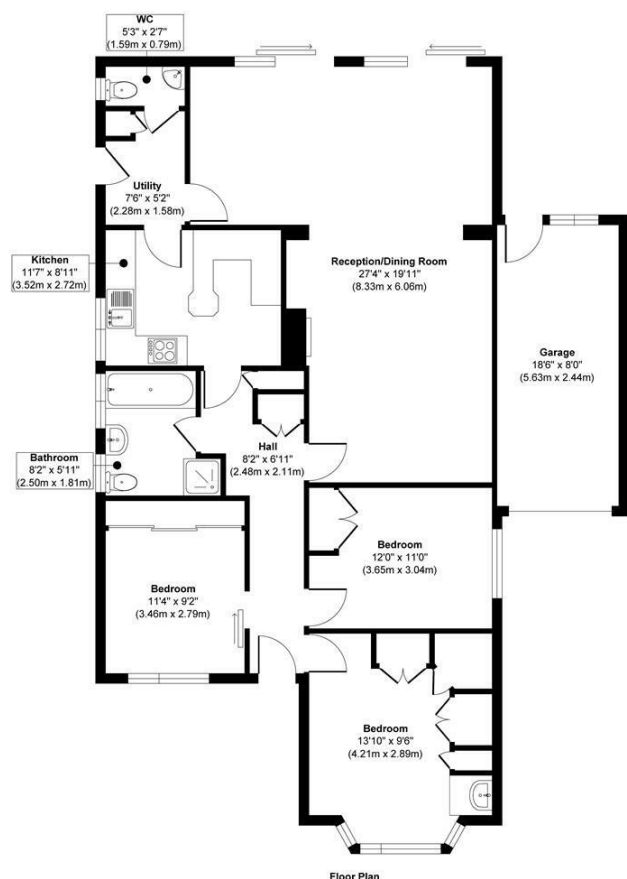 WC
5'3" x 2'7"
(1.59m x 0.79m)
Utility
7'6" x 5'2"
(2.28m x 1.58m)
Kitchen
11'7" x 8'11"
(3.52m x 2.72m)
Reception/Dining Room
27'4" x 19'11"
(8.33m x 6.06m)
Garage
18'6" x 8'0"
(5.63m x 2.44m)
Hall
8'2" x 6'11"
(2.48m x 2.11m)
Bathroom
8'2" x 5'11"
(2.50m x 1.81m)
Bedroom
12'0" x 11'0"
(3.65m x 3.04m)
Bedroom
11'4" x 9'2"
(3.46m x 2.79m)
Bedroom
13'10" x 9'6"
(4.21m x 2.89m)
Floor Plan